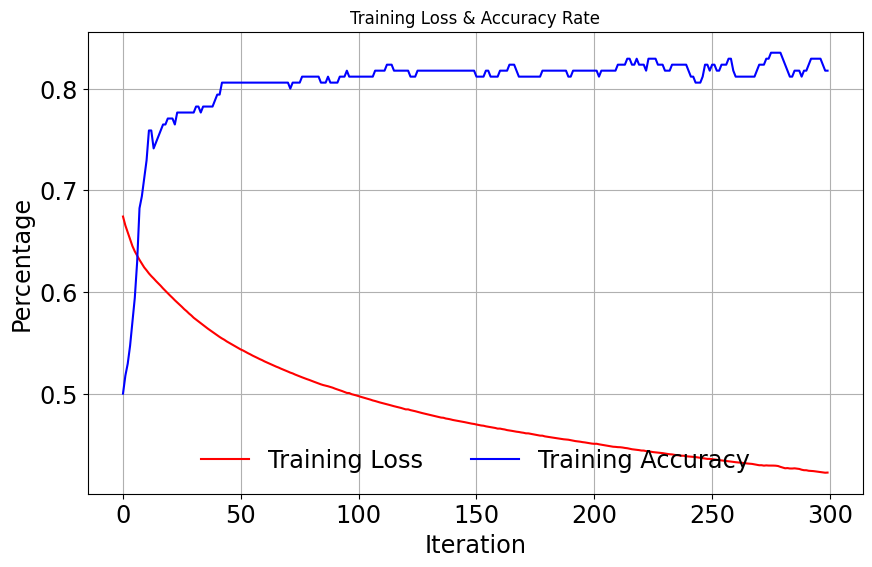 Training Loss & Accuracy Rate
Percentage
0.8
0.7
0.6
0.5
Training Loss
Training Accuracy
0 50 100 150 200 250 300
Iteration